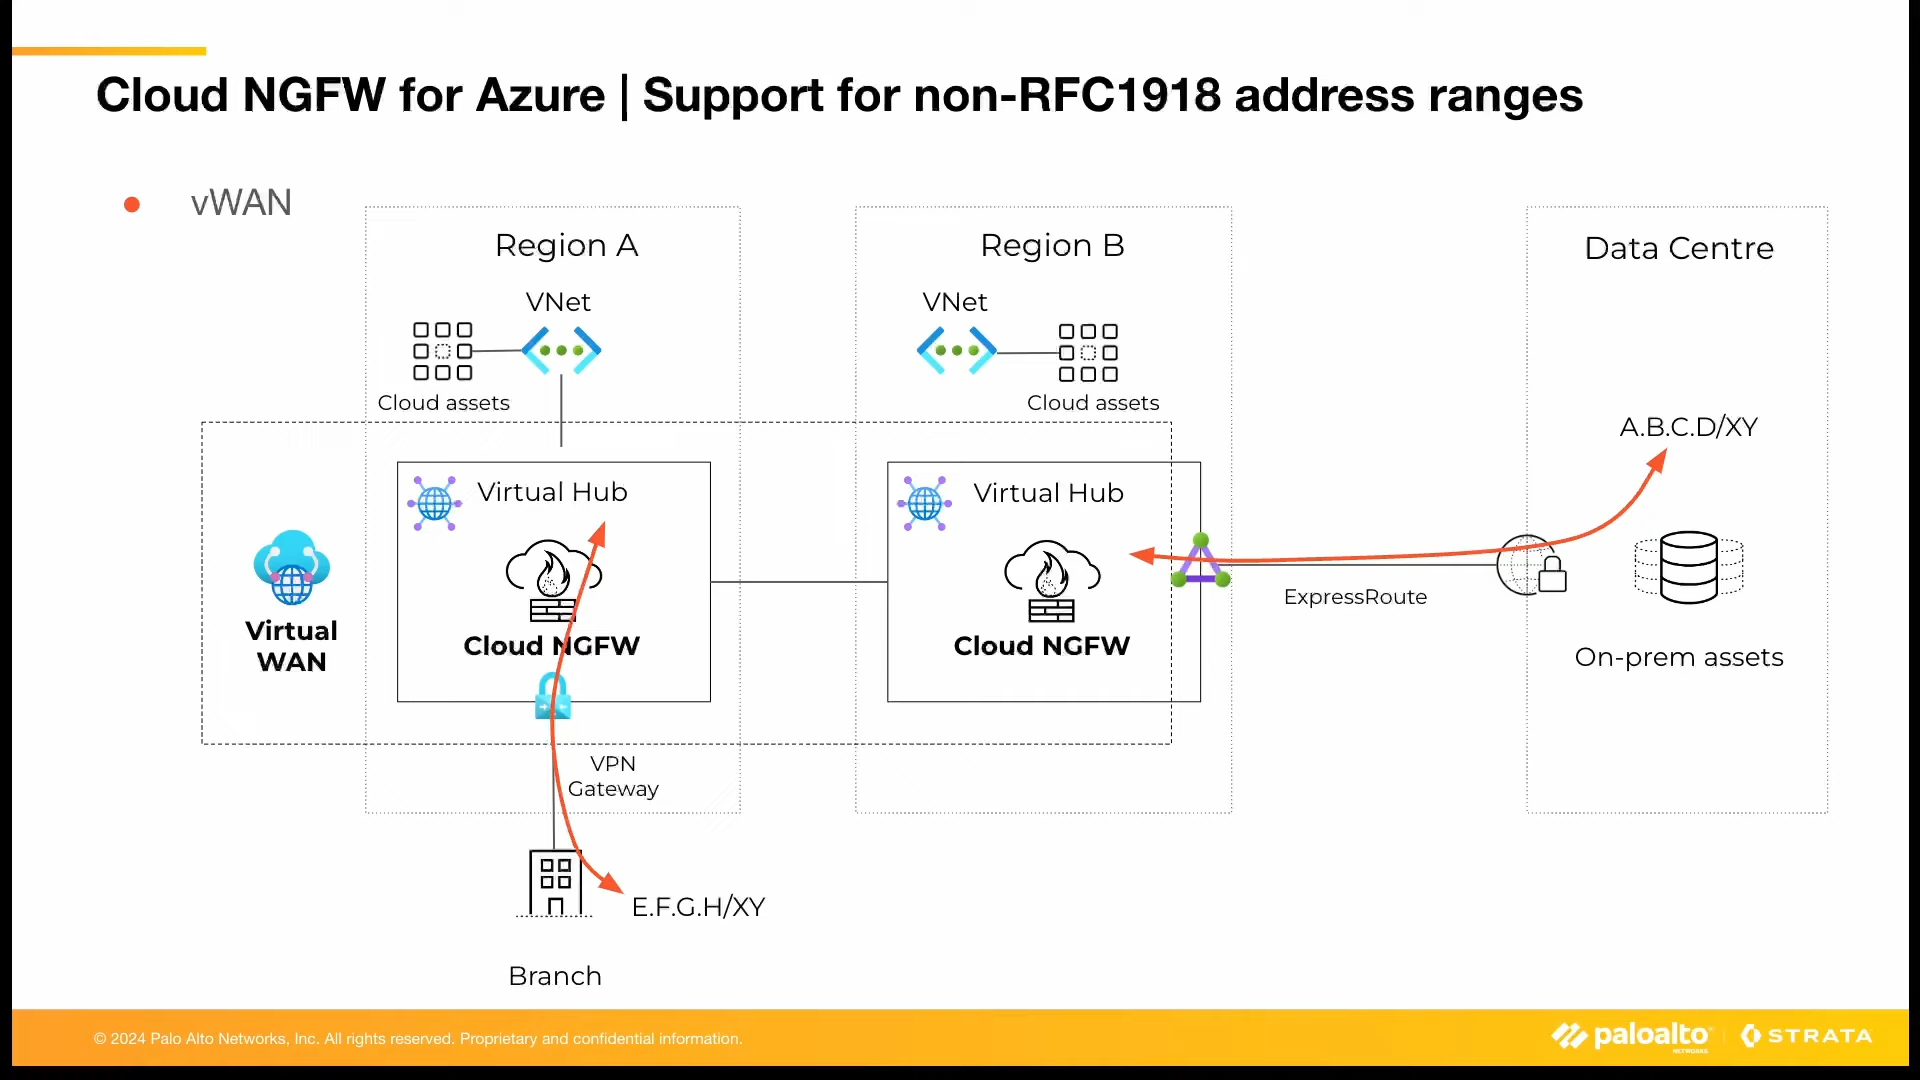 Cloud NGFW for Azure | Support for non-RFC1918 address ranges
vWAN
Region A
Region B
Data Centre
VNet
VNet
Cloud assets
Cloud assets
A.B.C.D/XY
Virtual Hub
Virtual Hub
Virtual
WAN
Cloud NGFW
Cloud NGFW
ExpressRoute
On-prem assets
VPN
Gateway
E.F.G.H/XY
Branch
© 2024 Palo Alto Networks, Inc. All rights reserved. Proprietary and confidential information.
paloalto
NETWORKS
STRATA